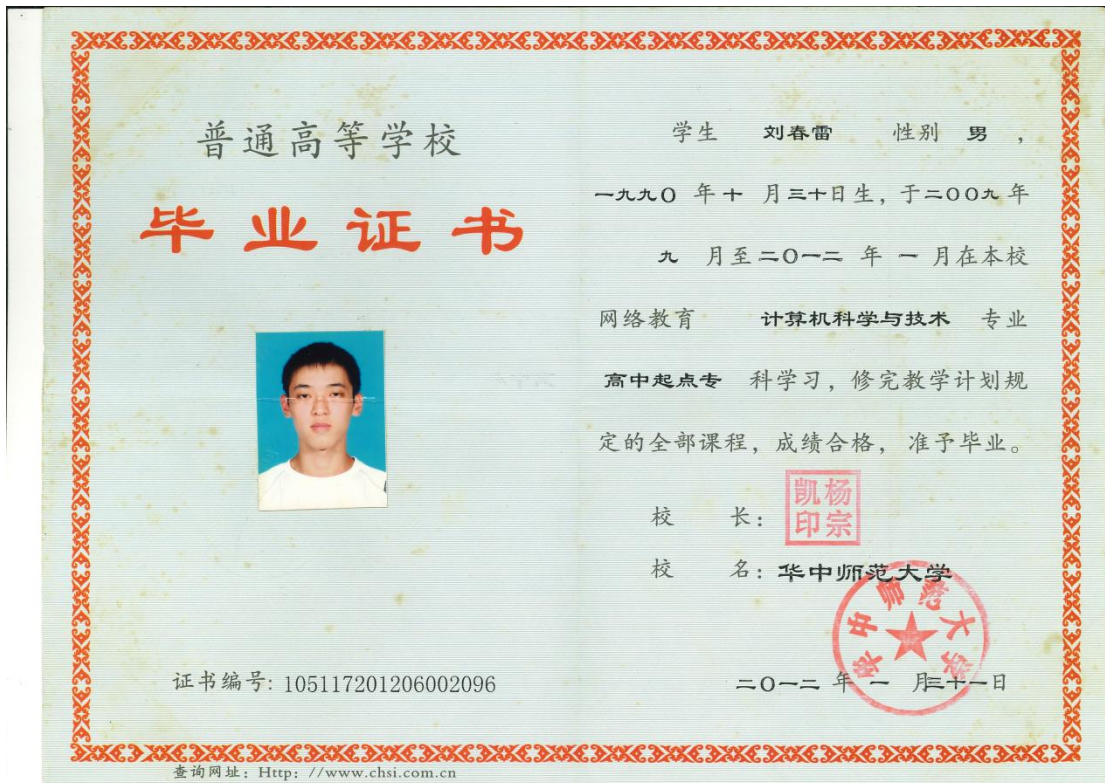 普通高等学校
毕业证书
证书编号: 105117201206002096
查询网址: Http: //www.chsi.com.cn
学生 刘春雷 性别 男,
一九九〇 年十 月三十日生, 于二〇〇九年
九 月至二〇一二 年 一 月在本校
网络教育 计算机科学与技术 专业
高中起点专 科学习, 修完教学计划规
定的全部课程, 成绩合格, 准予毕业。
校 长:
杨宗凯印
校 名: 华中师范大学
华中师范大学
二〇一二 年 一 月三十一日